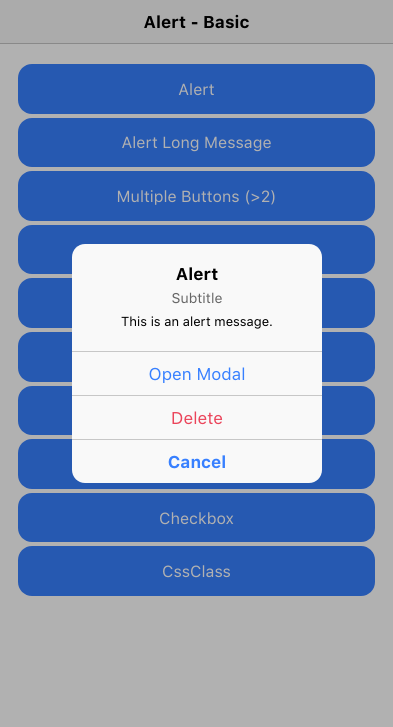 Alert - Basic
Alert
Alert Long Message
Multiple Buttons (>2)
Alert
Subtitle
This is an alert message.
Open Modal
Delete
Cancel
Checkbox
CssClass